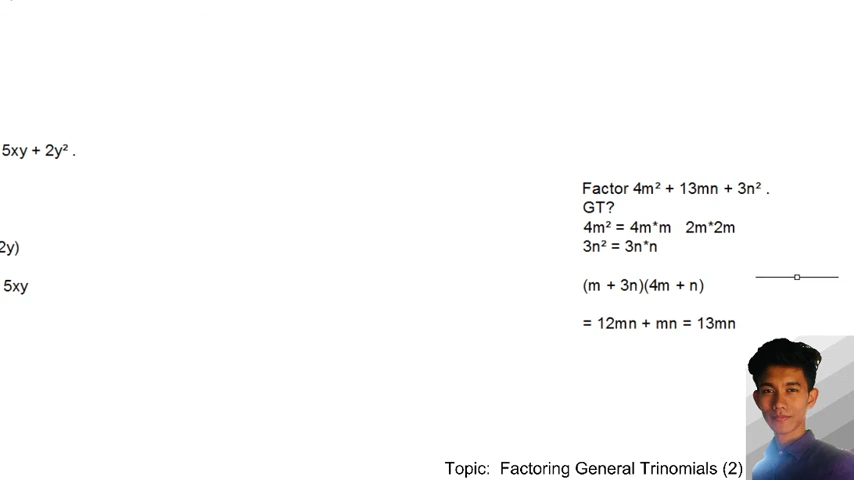 5xy + 2y² .
2y)
5xy
Factor 4m² + 13mn + 3n² .
GT?
4m² = 4m*m   2m*2m
3n² = 3n*n
(m + 3n)(4m + n)
= 12mn + mn = 13mn
Topic:  Factoring General Trinomials (2)